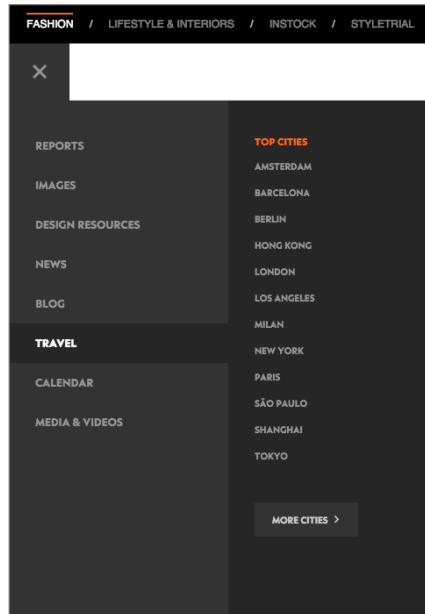 FASHION / LIFESTYLE & INTERIORS / INSTOCK / STYLETRIAL
REPORTS
IMAGES
DESIGN RESOURCES
NEWS
BLOG
TRAVEL
CALENDAR
MEDIA & VIDEOS
TOP CITIES
AMSTERDAM
BARCELONA
BERLIN
HONG KONG
LONDON
LOS ANGELES
MILAN
NEW YORK
PARIS
SÃO PAULO
SHANGHAI
TOKYO
MORE CITIES >